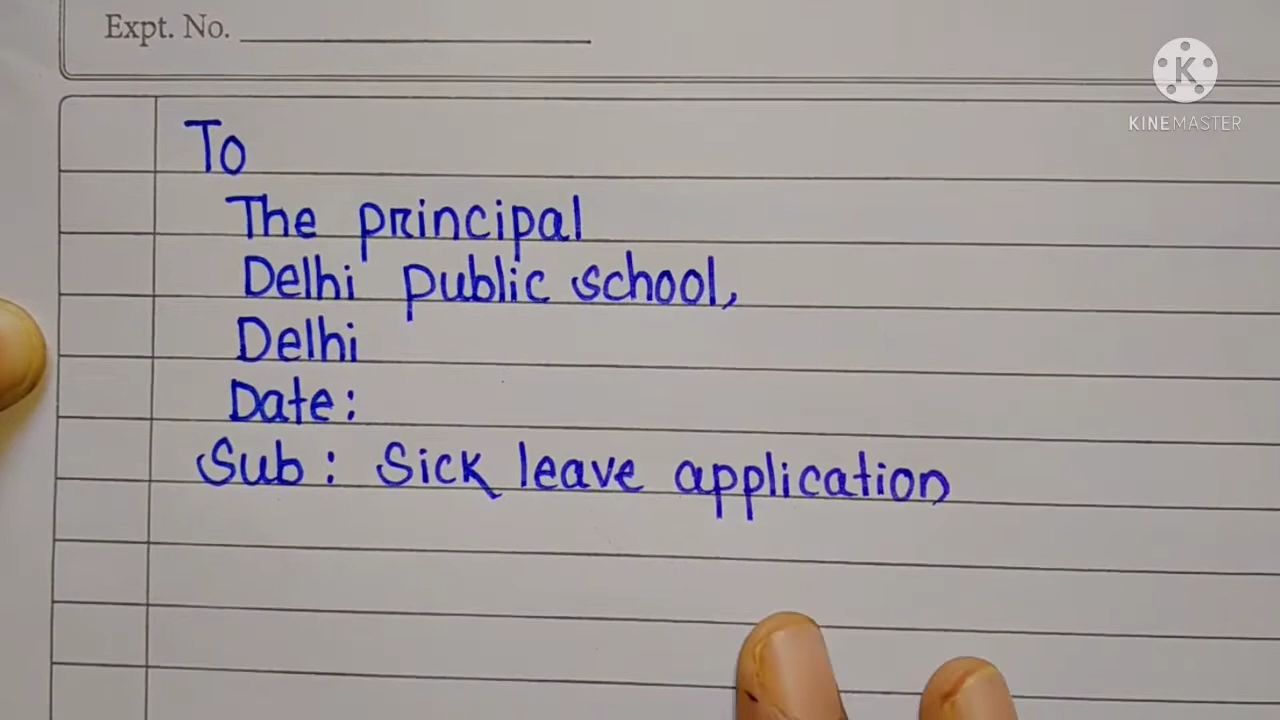 Expt. No.
K
KINEMASTER
To
The principal
Delhi public school,
Delhi
Date:
Sub: Sick leave application